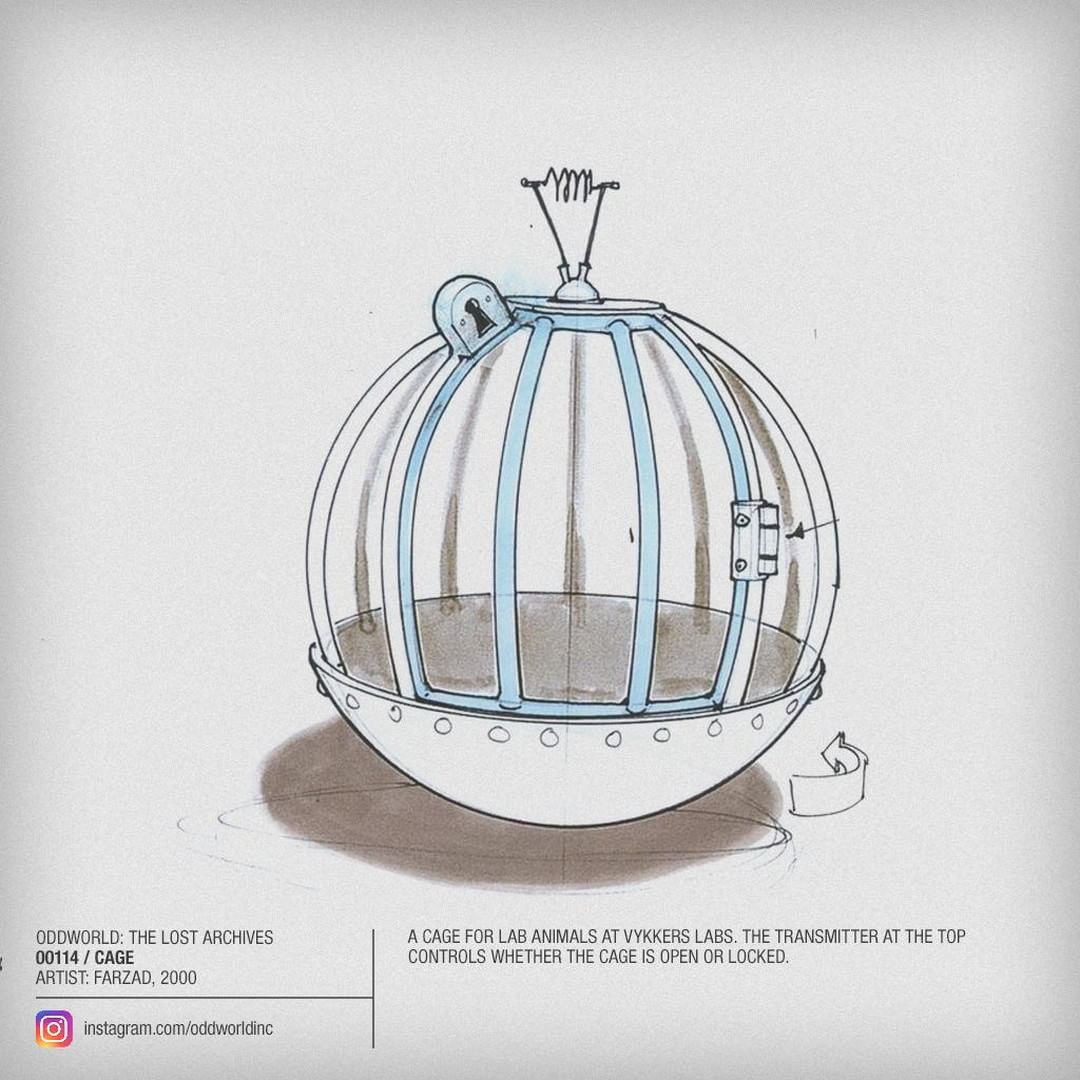 ODDWORLD: THE LOST ARCHIVES
00114 / CAGE
ARTIST: FARZAD, 2000
instagram.com/oddworldinc
A CAGE FOR LAB ANIMALS AT VYKKERS LABS. THE TRANSMITTER AT THE TOP
CONTROLS WHETHER THE CAGE IS OPEN OR LOCKED.